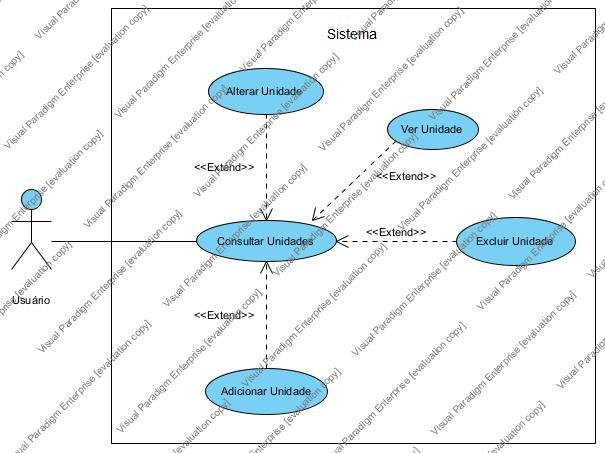 Sistema
Alterar Unidade
Ver Unidade
<<Extend>>
<<Extend>>
Consultar Unidades
<<Extend>>
Excluir Unidade
Usuário
<<Extend>>
Adicionar Unidade
Visual Paradigm Enterprise [evaluation copy]